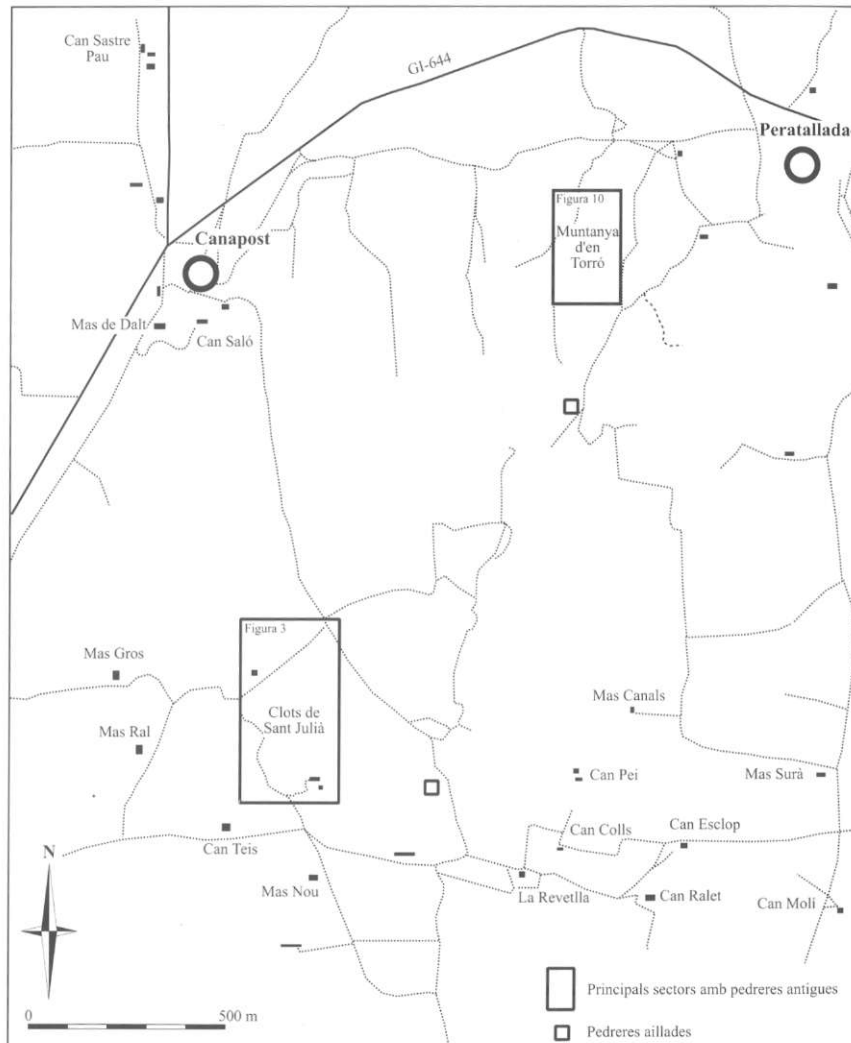 Can Sastre
Pau
GI-644
Peratallada
Figura 10
Muntanya
d'en
Torró
Canapost
Mas de Dalt
Can Saló
Figura 3
Mas Gros
Clots de
Sant Julià
Mas Canals
Mas Ral
Can Pei
Mas Surà
Can Colls
Can Esclop
Can Teis
Mas Nou
La Revetlla
Can Ralet
Can Molí
N
Principals sectors amb pedreres antigues
0
500 m
Pedreres aïllades